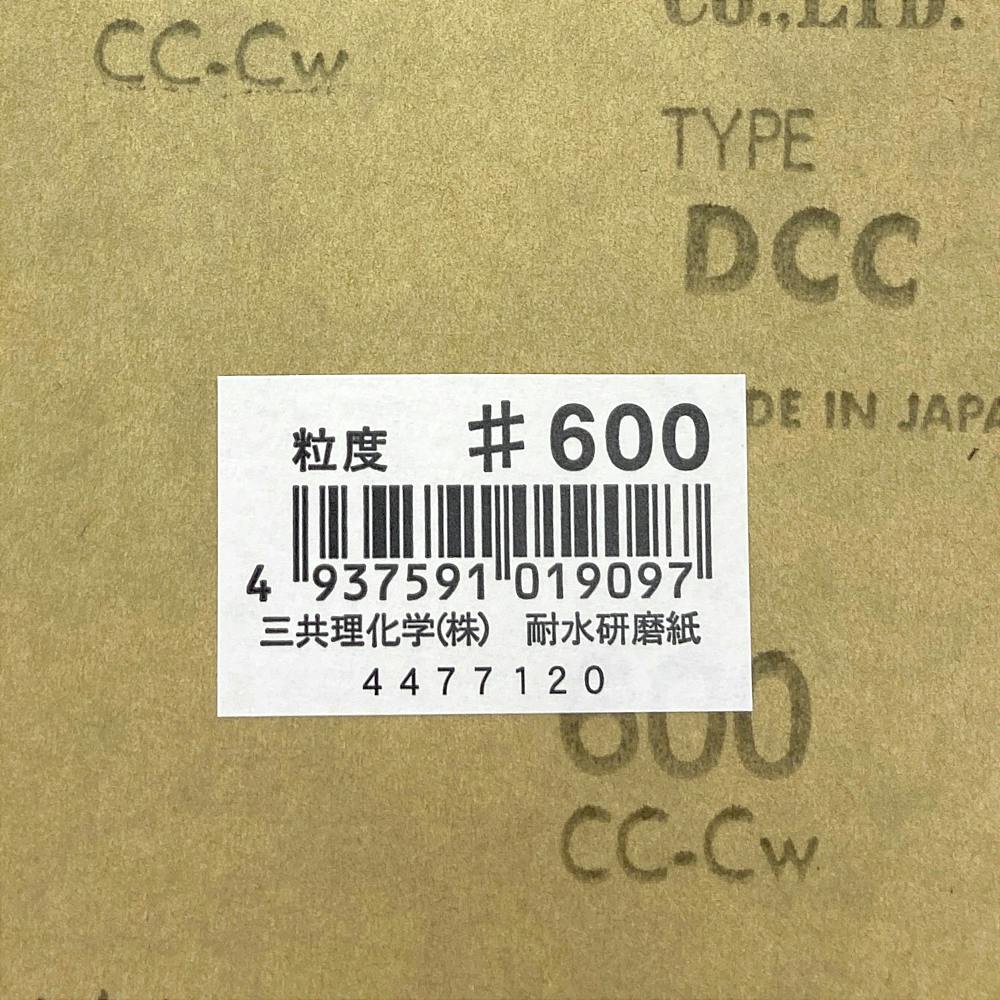 CC-Cw
Co.,LTD.
TYPE
DCC
DE IN JAPA
粒度 #600
4 937591 019097
三共理化学(株) 耐水研磨紙
4477120
600
CC-Cw